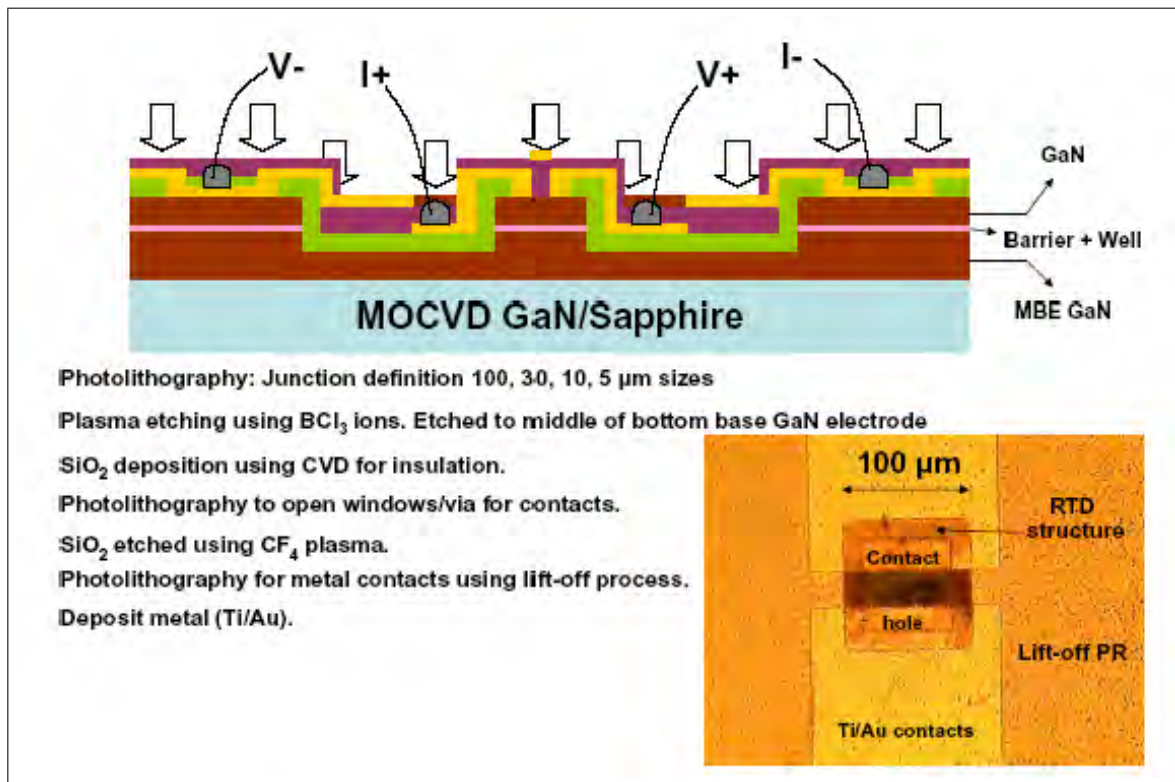 V- I+ V+ I-
GaN
Barrier + Well
MBE GaN
MOCVD GaN/Sapphire
Photolithography: Junction definition 100, 30, 10, 5 µm sizes
Plasma etching using BCl₃ ions. Etched to middle of bottom base GaN electrode
SiO₂ deposition using CVD for insulation.
Photolithography to open windows/via for contacts.
SiO₂ etched using CF₄ plasma.
Photolithography for metal contacts using lift-off process.
Deposit metal (Ti/Au).
100 µm
RTD
structure
Contact
hole
Lift-off PR
Ti/Au contacts